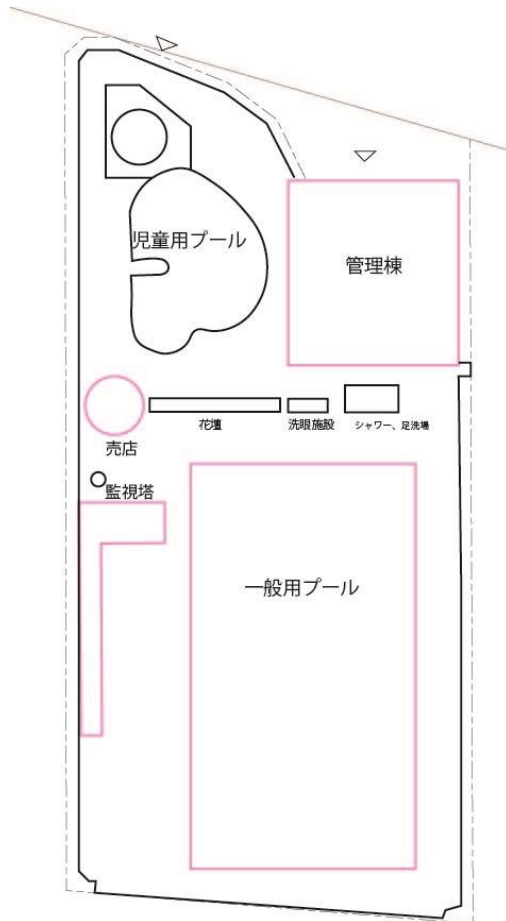 児童用プール
管理棟
花壇
洗眼施設
シャワー、足洗場
売店
監視塔
一般用プール